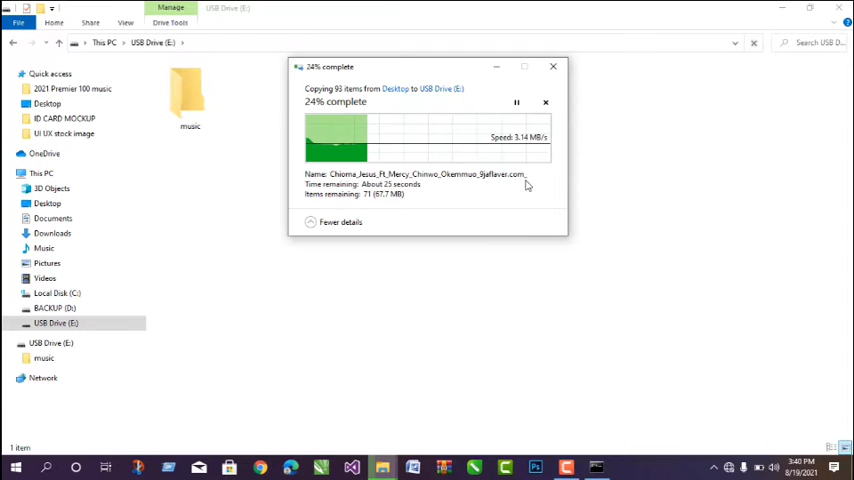 Manage
USB Drive (E:)
File
Home
Share
View
Drive Tools
This PC
USB Drive (E:)
Search USB D...
Quick access
2021 Premier 100 music
Desktop
ID CARD MOCKUP
UI UX stock image
OneDrive
This PC
3D Objects
Desktop
Documents
Downloads
Music
Pictures
Videos
Local Disk (C:)
BACKUP (D:)
USB Drive (E:)
USB Drive (E:)
music
Network
music
24% complete
Copying 93 items from Desktop to USB Drive (E:)
24% complete
Speed: 3.14 MB/s
Name: Chioma_Jesus_Ft_Mercy_Chinwo_Okemmuo_9jaflaver.com_
Time remaining: About 25 seconds
Items remaining: 71 (67.7 MB)
Fewer details
1 item
Ps
3:40 PM
8/19/2021